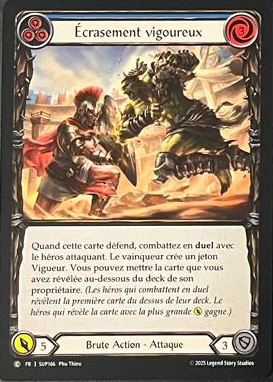 Écrasement vigoureux
3
Quand cette carte défend, combattez en duel avec
le héros attaquant. Le vainqueur crée un jeton
Vigueur. Vous pouvez mettre la carte que vous
avez révélée au-dessous du deck de son
propriétaire. (Les héros qui combattent en duel
révèlent la première carte du dessus de leur deck. Le
héros qui révèle la carte avec la plus grande gagne.)
5
Brute Action - Attaque
3
C FR | SUP166 Phu Thieu
© 2025 Legend Story Studios